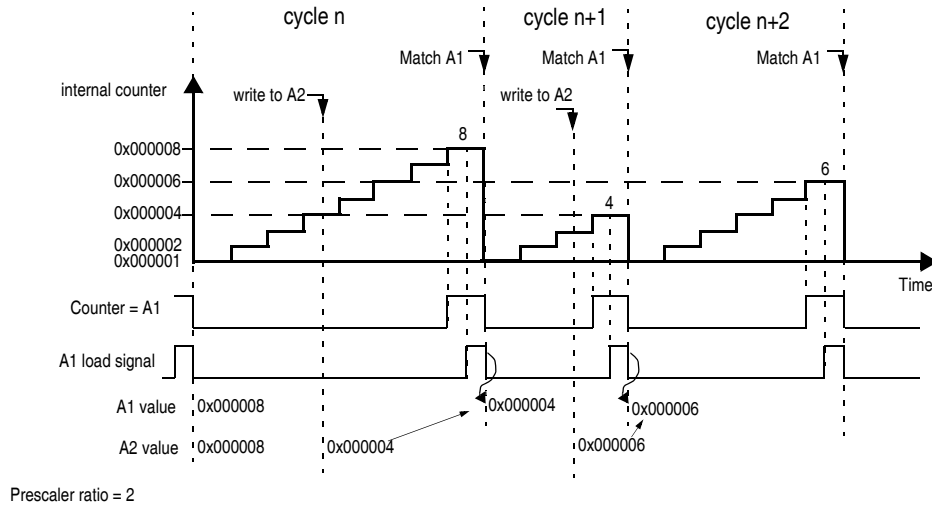 cycle n
cycle n+1
cycle n+2
Match A1
Match A1
Match A1
internal counter
write to A2
write to A2
0x000008
8
0x000006
6
0x000004
4
0x000002
0x000001
Time
Counter = A1
A1 load signal
A1 value 0x000008 0x000004 0x000006
A2 value 0x000008 0x000004 0x000006
Prescaler ratio = 2